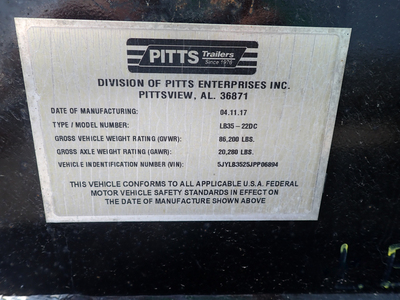 PITTS Trailers
Since 1976
DIVISION OF PITTS ENTERPRISES INC.
PITTSVIEW, AL. 36871
DATE OF MANUFACTURING: 04.11.17
TYPE / MODEL NUMBER: LB35-22DC
GROSS VEHICLE WEIGHT RATING (GVWR): 86,200 LBS.
GROSS AXLE WEIGHT RATING (GAWR): 20,280 LBS.
VEHICLE INDENTIFICATION NUMBER (VIN): 5JYLB3525JPP06894
THIS VEHICLE CONFORMS TO ALL APPLICABLE U.S.A. FEDERAL
MOTOR VEHICLE SAFETY STANDARDS IN EFFECT ON
THE DATE OF MANUFACTURE SHOWN ABOVE